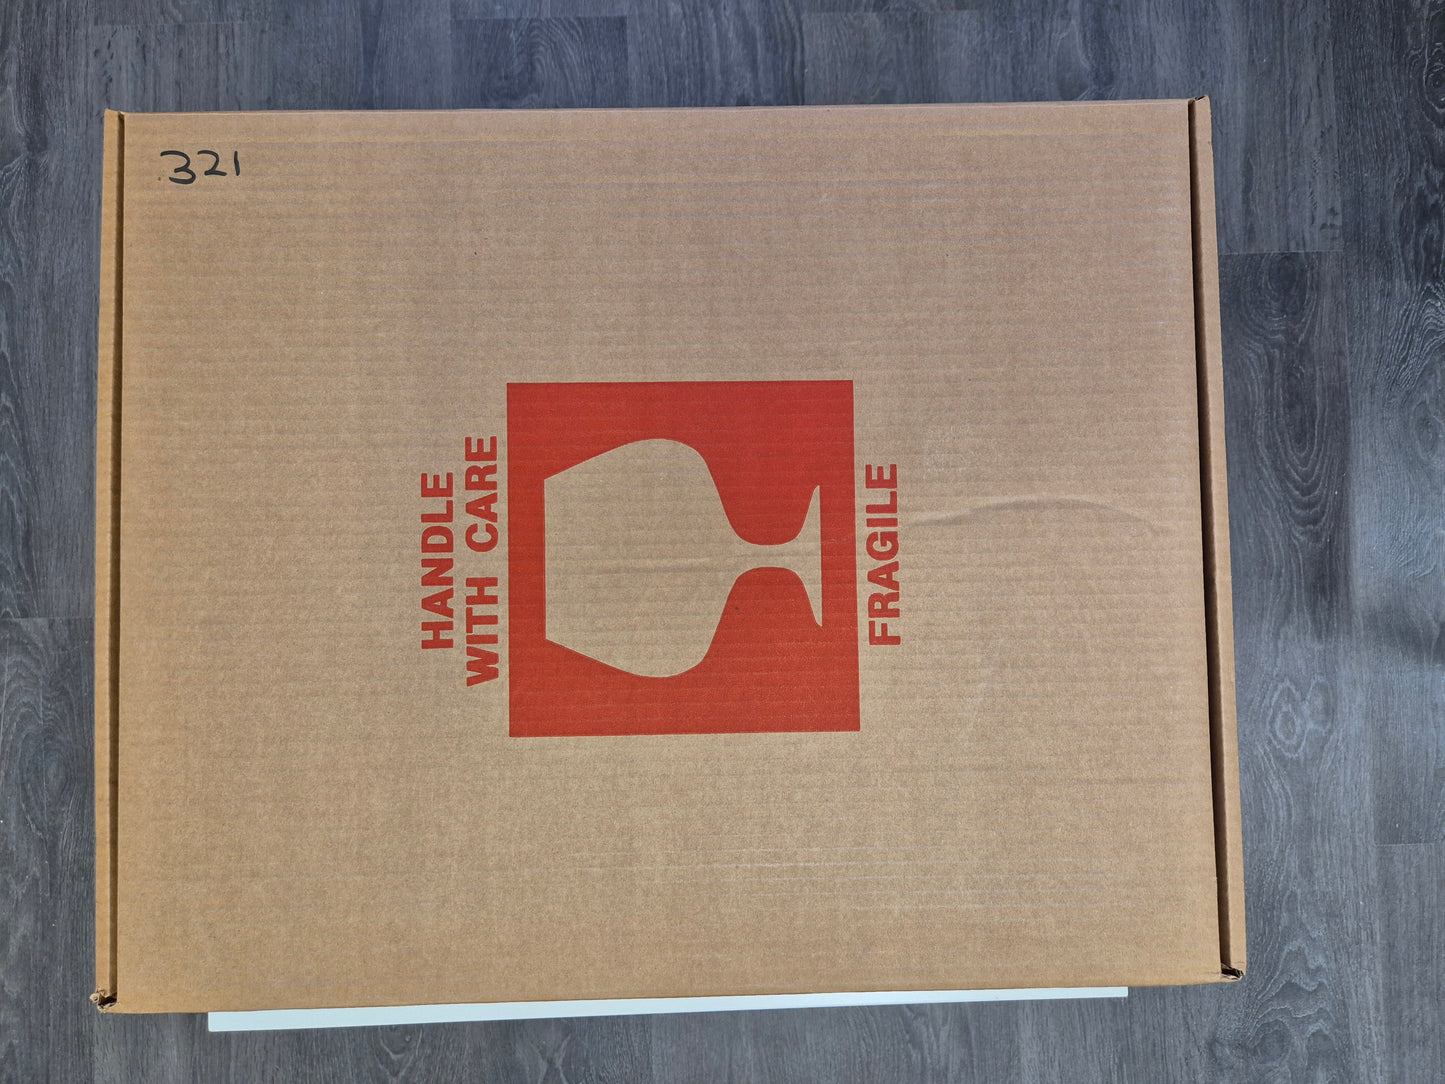 321
HANDLE
WITH CARE
FRAGILE